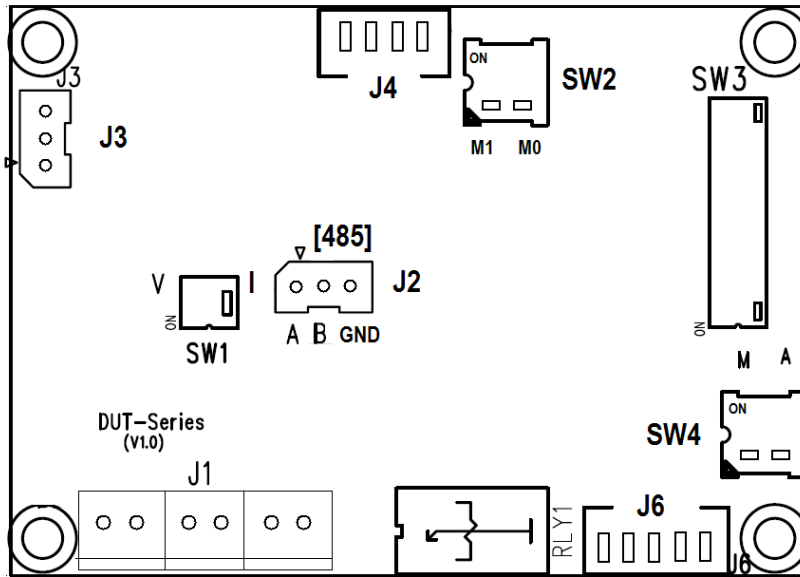 J3
J3
J4
ON
SW2
M1 M0
SW3
[485]
V I
J2
ON
SW1
A B GND
ON
M A
DUT-Series
(V1.0)
ON
SW4
J1
RLY1
J6
J6